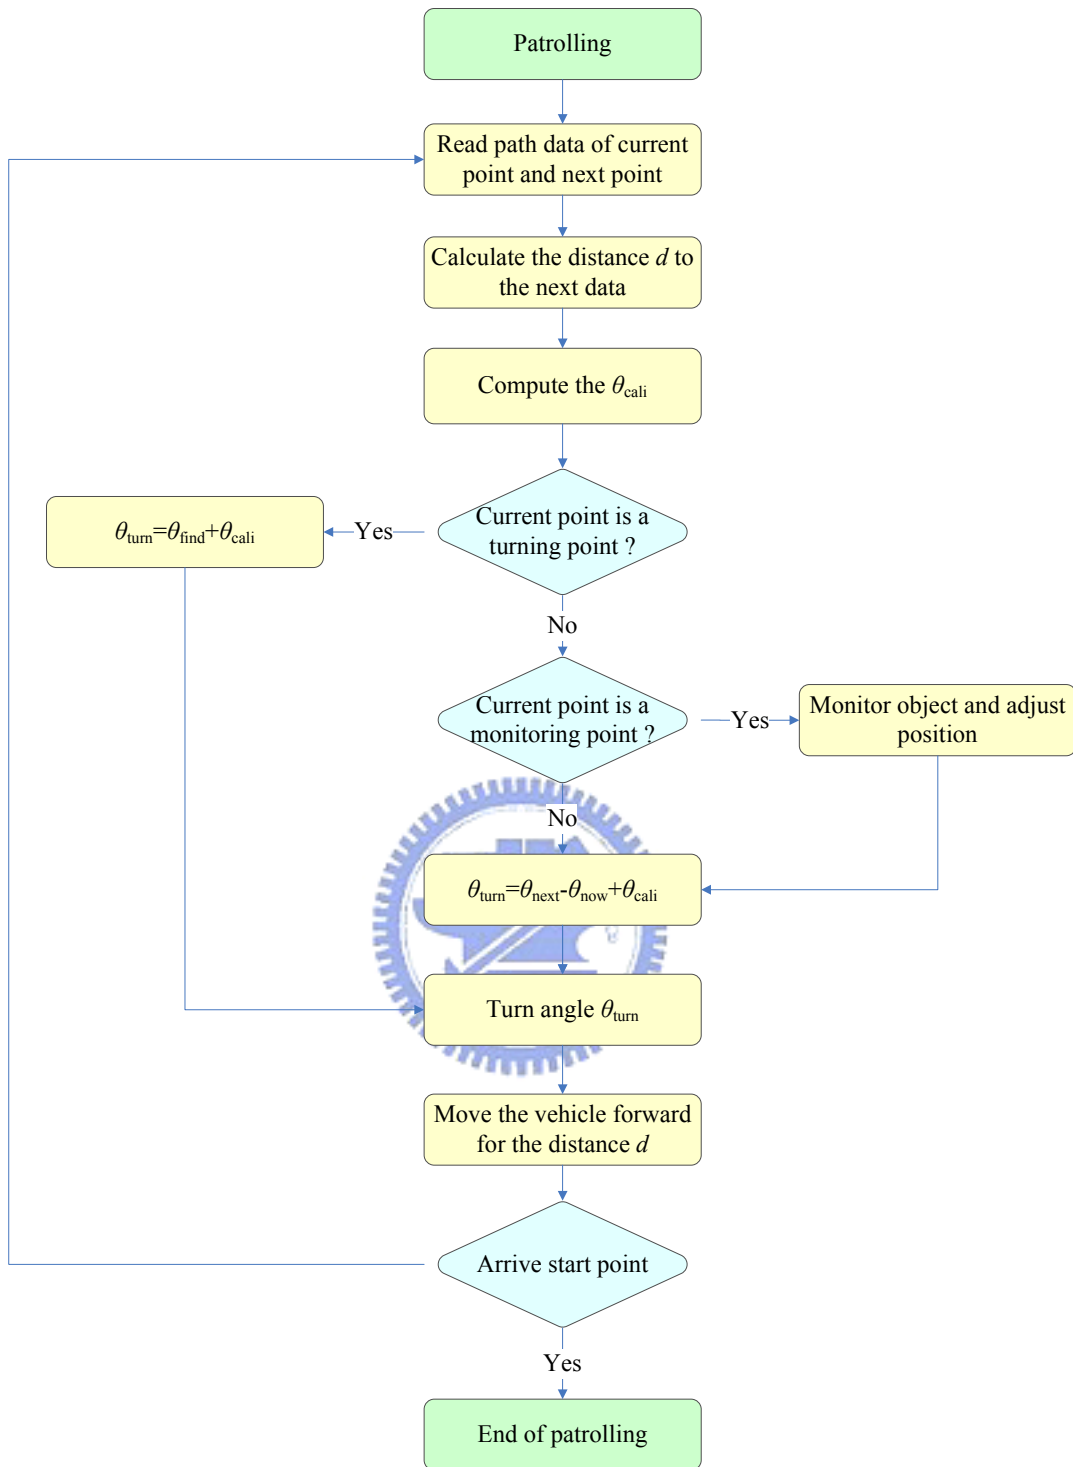 Patrolling
Read path data of current
point and next point
Calculate the distance d to
the next data
Compute the θcali
Current point is a
turning point ?
Yes
θturn=θfind+θcali
No
Current point is a
monitoring point ?
Yes
Monitor object and adjust
position
No
θturn=θnext-θnow+θcali
Turn angle θturn
Move the vehicle forward
for the distance d
Arrive start point
Yes
End of patrolling